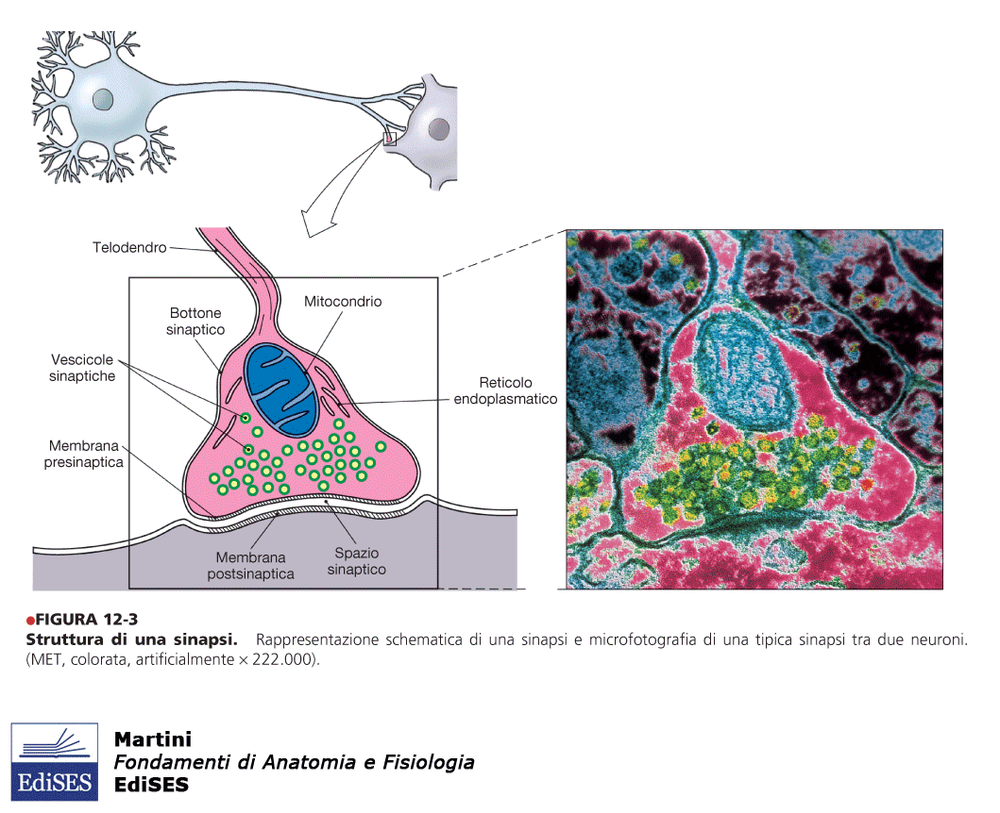 Telodendro
Bottone
sinaptico
Mitocondrio
Vescicole
sinaptiche
Reticolo
endoplasmatico
Membrana
presinaptica
Membrana
postsinaptica
Spazio
sinaptico
●FIGURA 12-3
Struttura di una sinapsi. Rappresentazione schematica di una sinapsi e microfotografia di una tipica sinapsi tra due neuroni.
(MET, colorata, artificialmente × 222.000).
EdiSES
Martini
Fondamenti di Anatomia e Fisiologia
EdiSES